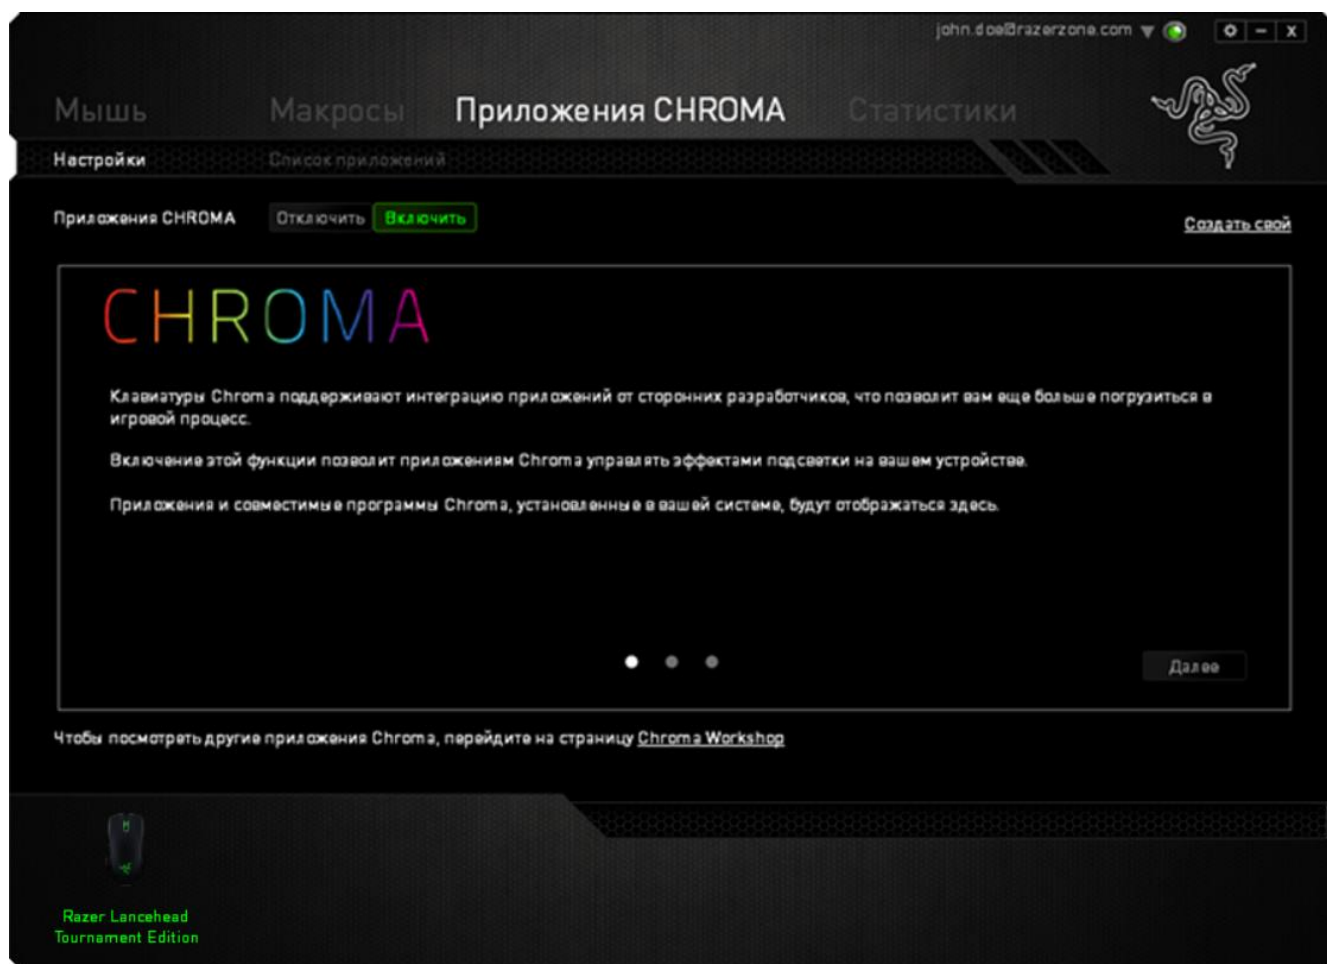 john.doe@razerzone.com
Мышь Макросы Приложения CHROMA Статистики
Настройки Список приложений
Приложения CHROMA Отключить Включить
Создать свой
CHROMA
Клавиатуры Chroma поддерживают интеграцию приложений от сторонних разработчиков, что позволит вам еще больше погрузиться в
игровой процесс.
Включение этой функции позволит приложениям Chroma управлять эффектами подсветки на вашем устройстве.
Приложения и совместимые программы Chroma, установленные в вашей системе, будут отображаться здесь.
Далее
Чтобы посмотреть другие приложения Chroma, перейдите на страницу Chroma Workshop
Razer Lancehead
Tournament Edition